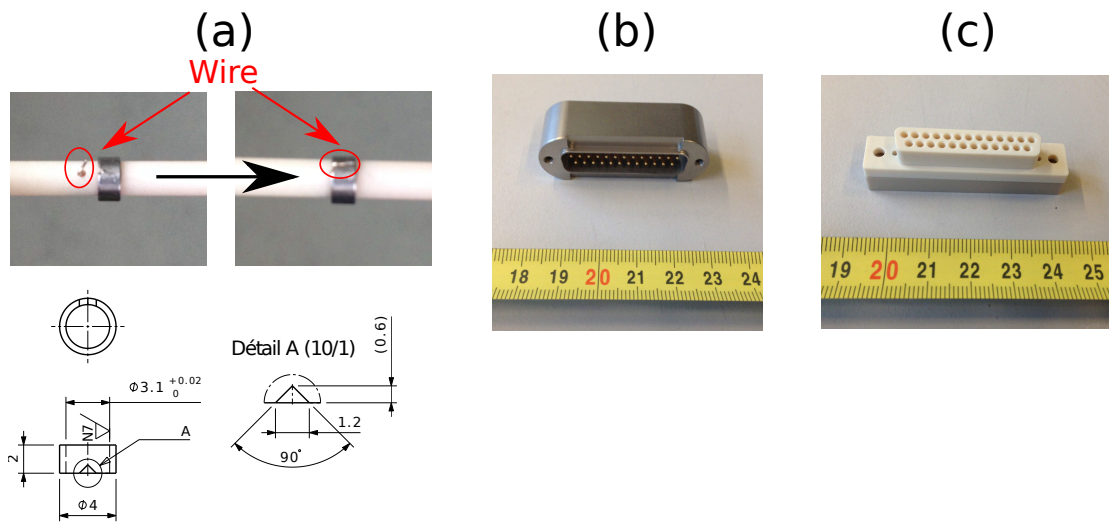 (a)
(b)
(c)
Wire
18 19 20 21 22 23 24
19 20 21 22 23 24 25
Détail A (10/1)
(0.6)
Φ3.1 +0.02
0
1.2
N7
A
2
90°
Φ4